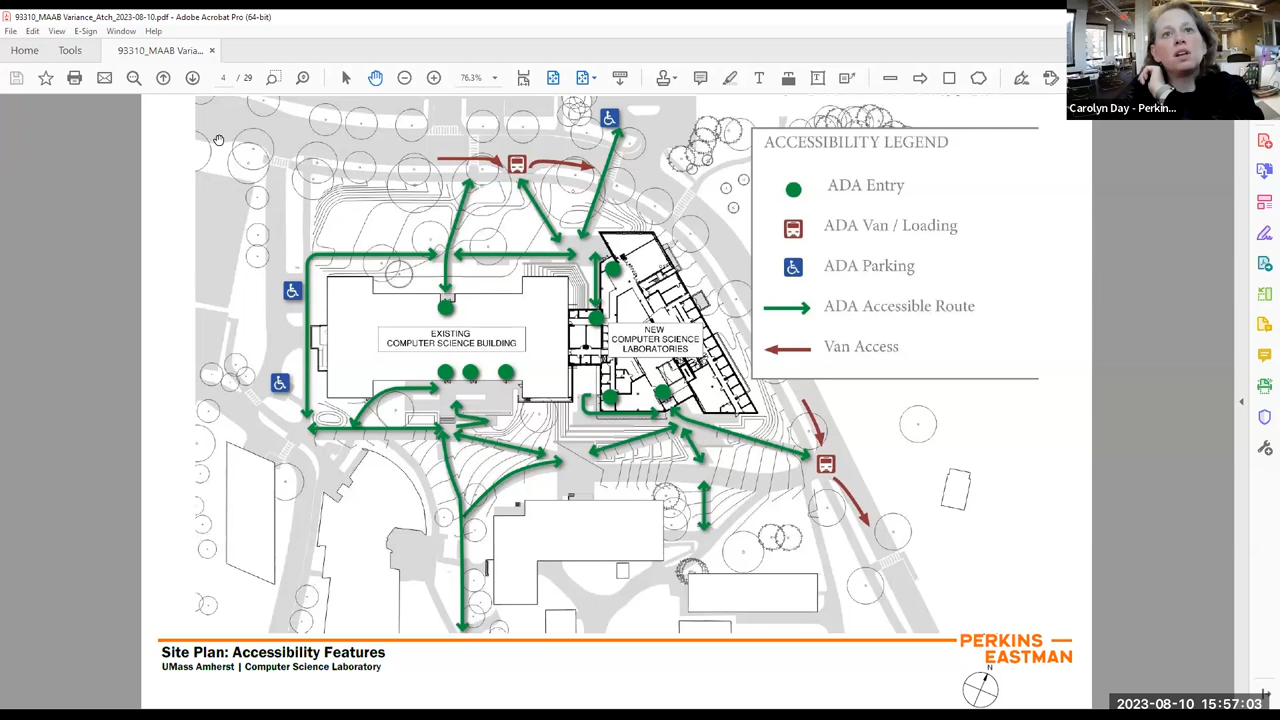 93310_MAAB Variance_Atch_2023-08-10.pdf - Adobe Acrobat Pro (64-bit)
File Edit View E-Sign Window Help
Home Tools 93310_MAAB Varia... ×
4 / 29 76.3%
Carolyn Day - Perkin...
ACCESSIBILITY LEGEND
ADA Entry
ADA Van / Loading
ADA Parking
ADA Accessible Route
Van Access
EXISTING
COMPUTER SCIENCE BUILDING
NEW
COMPUTER SCIENCE
LABORATORIES
Site Plan: Accessibility Features
UMass Amherst | Computer Science Laboratory
PERKINS
EASTMAN
N
2023-08-10 15:57:03